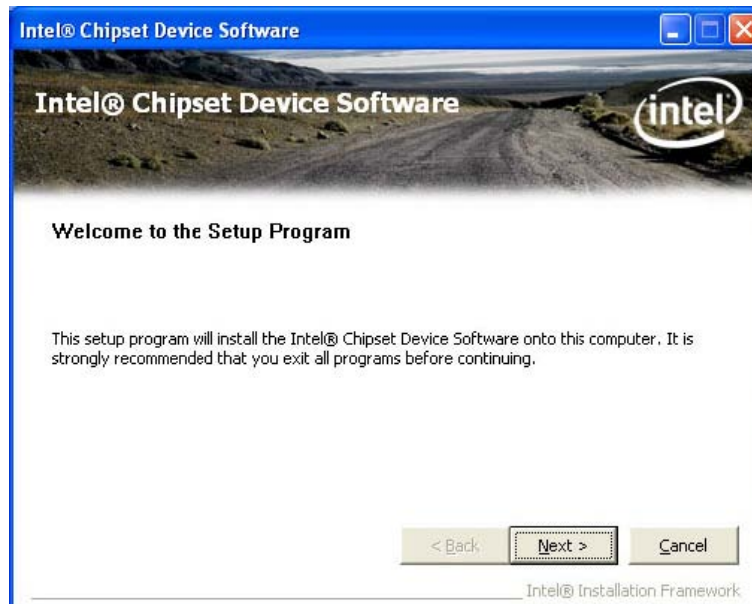 Intel® Chipset Device Software
Intel® Chipset Device Software
intel
Welcome to the Setup Program
This setup program will install the Intel® Chipset Device Software onto this computer. It is
strongly recommended that you exit all programs before continuing.
< Back
Next >
Cancel
Intel® Installation Framework